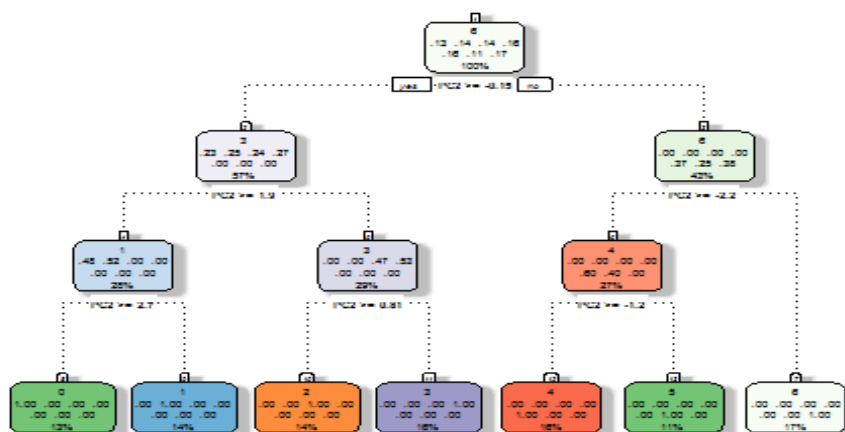 6
.13 .14 .14 .16
.16 .11 .17
100%
yes PC2 >= -0.15 no
3
.23 .25 .24 .27
.00 .00 .00
57%
6
.00 .00 .00 .00
.37 .25 .38
43%
PC2 >= 1.9
PC2 >= -2.2
1
.48 .52 .00 .00
.00 .00 .00
28%
3
.00 .00 .47 .53
.00 .00 .00
29%
4
.00 .00 .00 .00
.60 .40 .00
27%
PC2 >= 2.7
PC2 >= 0.81
PC2 >= -1.2
0
1.00 .00 .00 .00
.00 .00 .00
13%
1
.00 1.00 .00 .00
.00 .00 .00
14%
2
.00 .00 1.00 .00
.00 .00 .00
14%
3
.00 .00 .00 1.00
.00 .00 .00
16%
4
.00 .00 .00 .00
1.00 .00 .00
16%
5
.00 .00 .00 .00
.00 1.00 .00
11%
6
.00 .00 .00 .00
.00 .00 1.00
17%